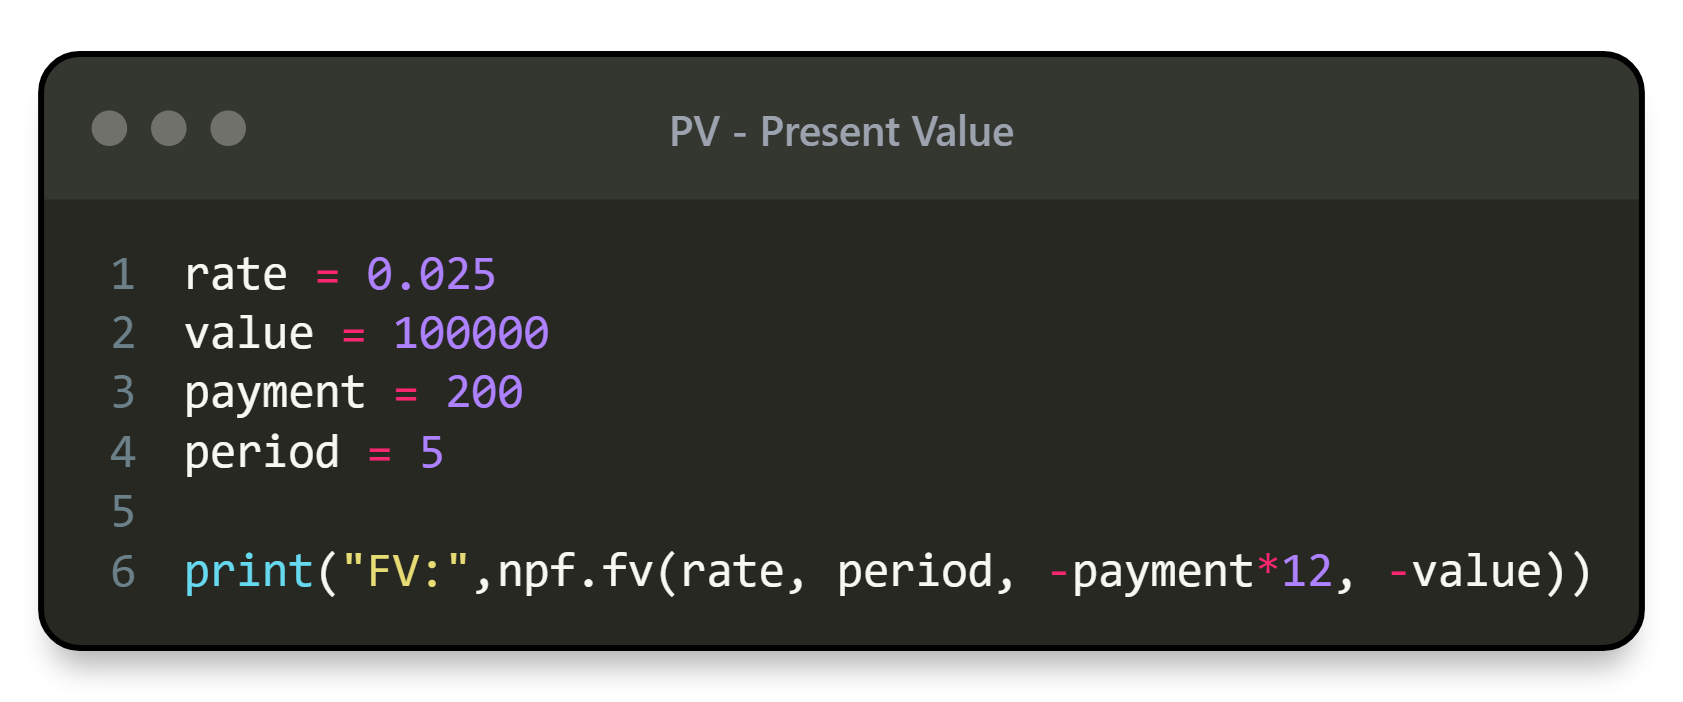 PV - Present Value
1 rate = 0.025
2 value = 100000
3 payment = 200
4 period = 5
5
6 print("FV:",npf.fv(rate, period, -payment*12, -value))